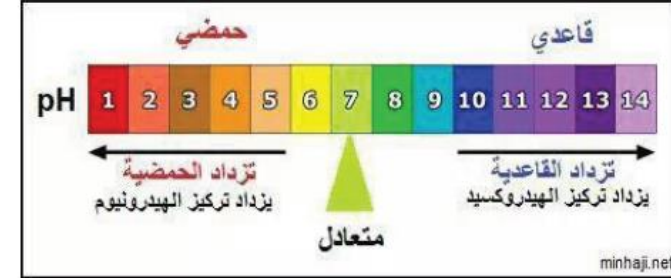 حمضي
قاعدي
pH 1 2 3 4 5 6 7 8 9 10 11 12 13 14
تزداد الحمضية
يزداد تركيز الهيدرونيوم
تزداد القاعدية
يزداد تركيز الهيدروكسيد
متعادل
minhaji.net